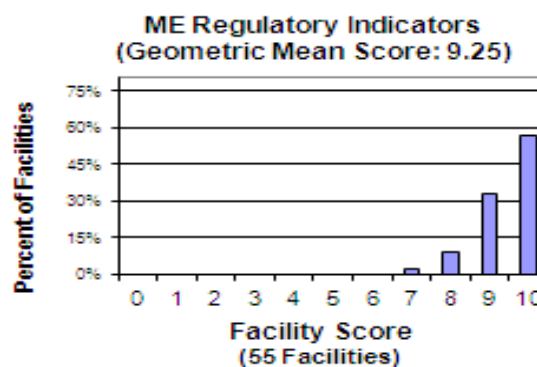 ME Regulatory Indicators
(Geometric Mean Score: 9.25)
Percent of Facilities
75%
60%
45%
30%
15%
0%
0 1 2 3 4 5 6 7 8 9 10
Facility Score
(55 Facilities)